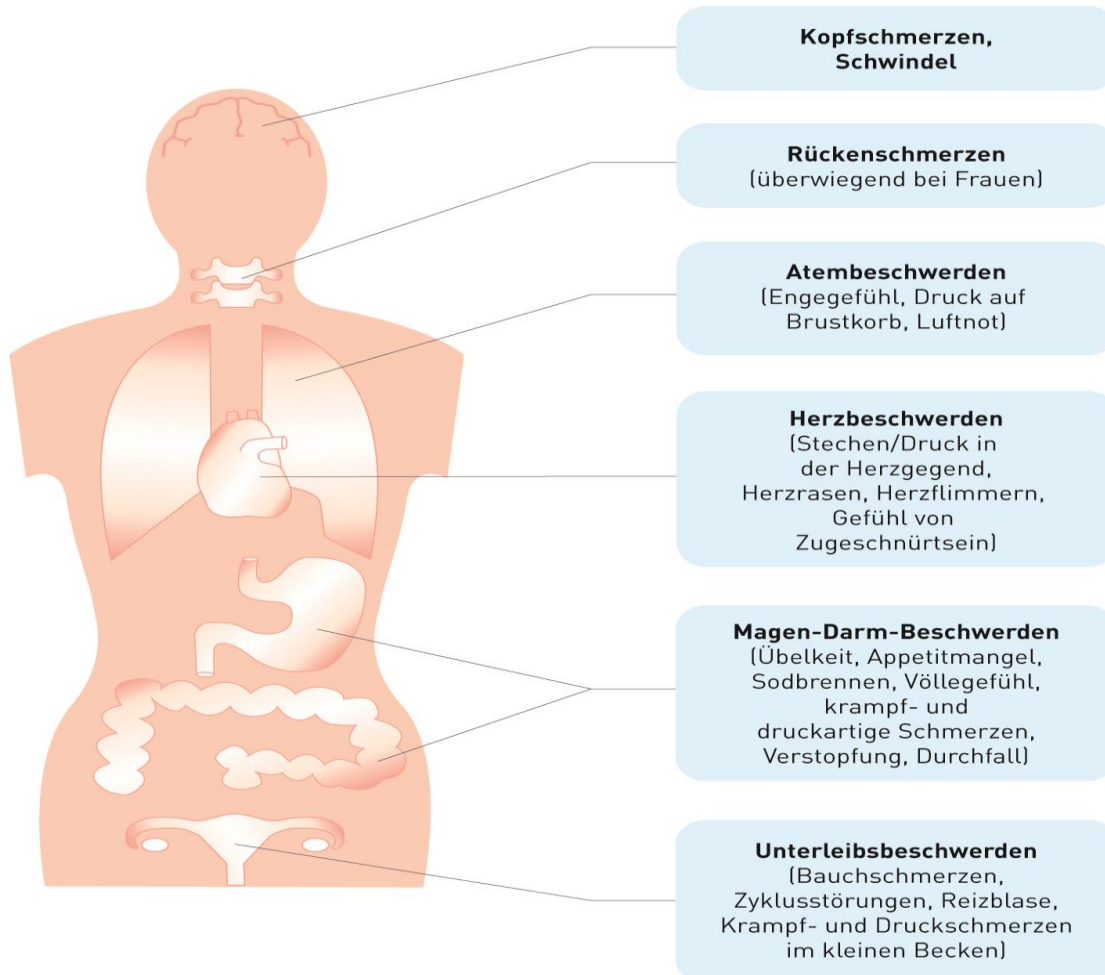 Kopfschmerzen,
Schwindel
Rückenschmerzen
(überwiegend bei Frauen)
Atembeschwerden
(Engegefühl, Druck auf
Brustkorb, Luftnot)
Herzbeschwerden
(Stechen/Druck in
der Herzgegend,
Herzrasen, Herzflimmern,
Gefühl von
Zugeschnürtsein)
Magen-Darm-Beschwerden
(Übelkeit, Appetitmangel,
Sodbrennen, Völlegefühl,
krampf- und
druckartige Schmerzen,
Verstopfung, Durchfall)
Unterleibsbeschwerden
(Bauchschmerzen,
Zyklusstörungen, Reizblase,
Krampf- und Druckschmerzen
im kleinen Becken)